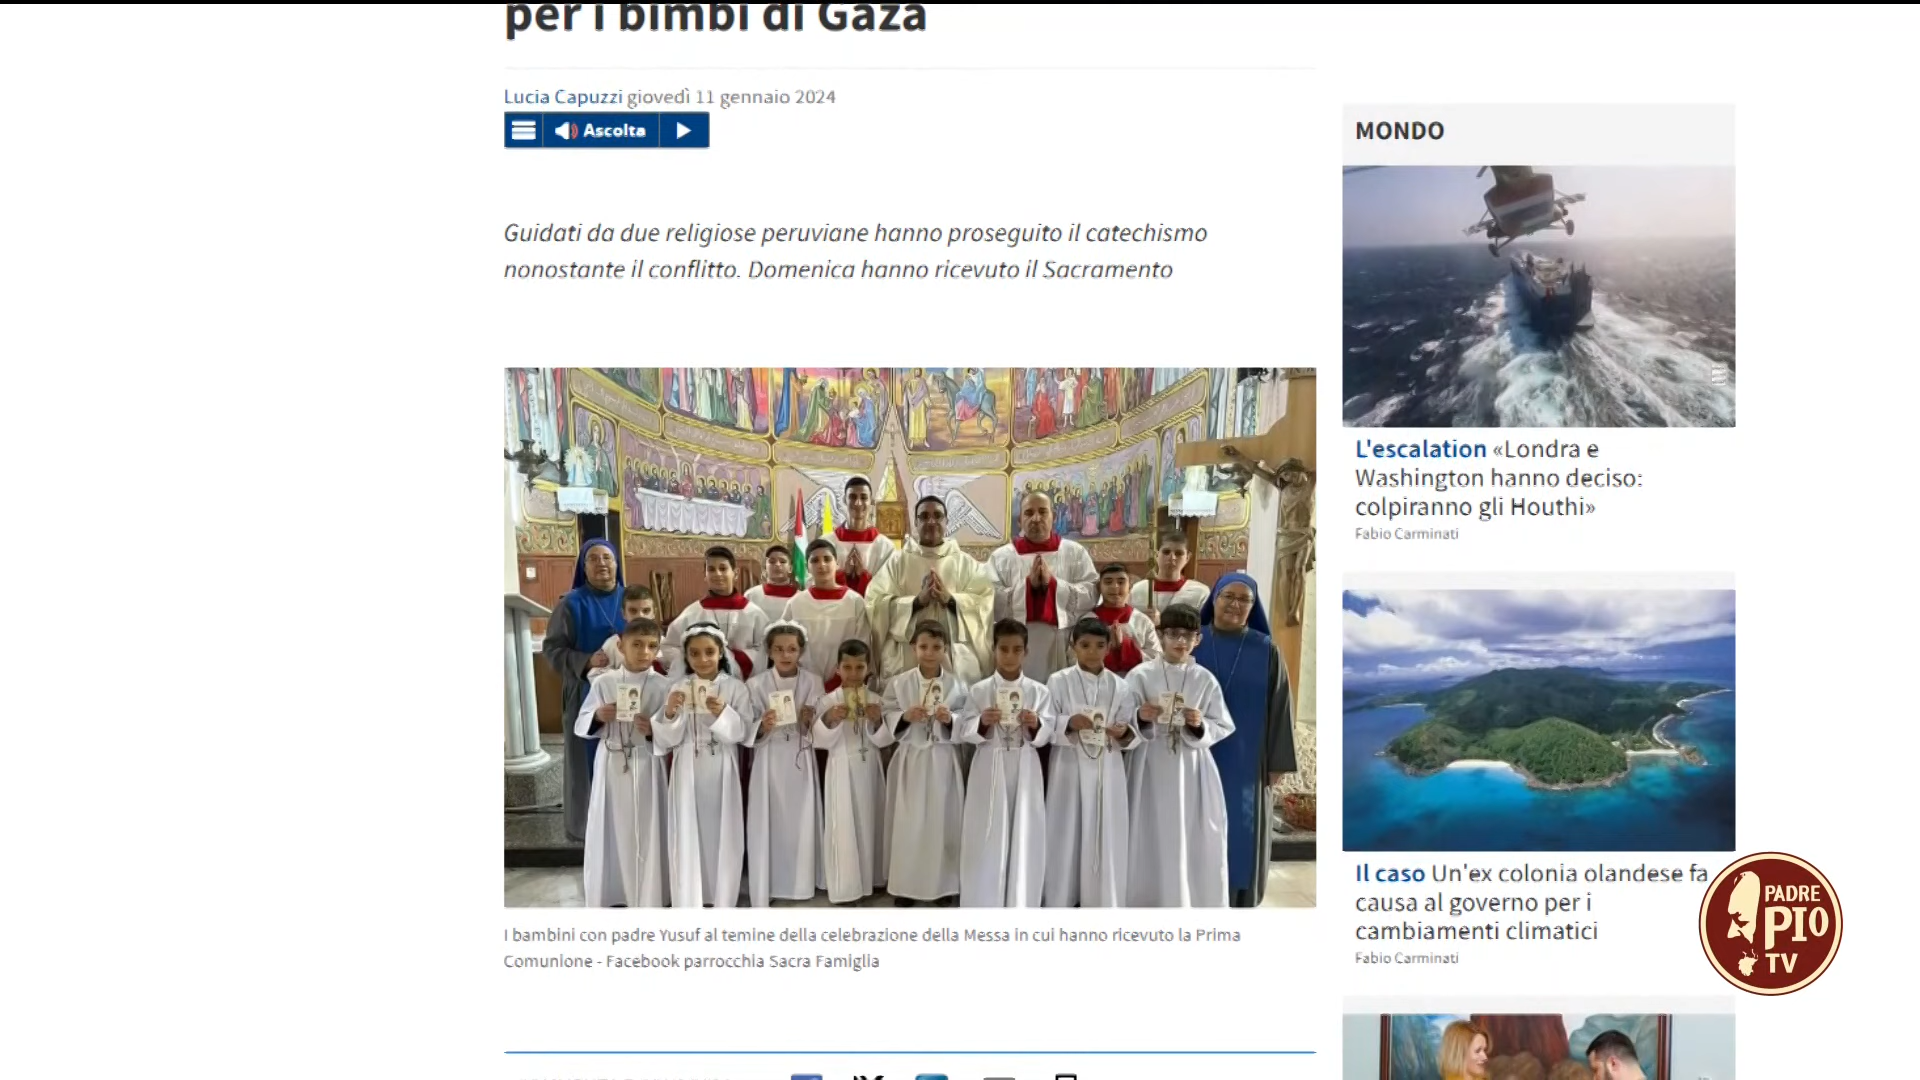 per i bimbi di Gaza
Lucia Capuzzi giovedì 11 gennaio 2024
Ascolta
Guidati da due religiose peruviane hanno proseguito il catechismo
nonostante il conflitto. Domenica hanno ricevuto il Sacramento
I bambini con padre Yusuf al temine della celebrazione della Messa in cui hanno ricevuto la Prima
Comunione - Facebook parrocchia Sacra Famiglia
MONDO
L'escalation «Londra e
Washington hanno deciso:
colpiranno gli Houthi»
Fabio Carminati
Il caso Un'ex colonia olandese fa
causa al governo per i
cambiamenti climatici
Fabio Carminati
PADRE
PIO
TV